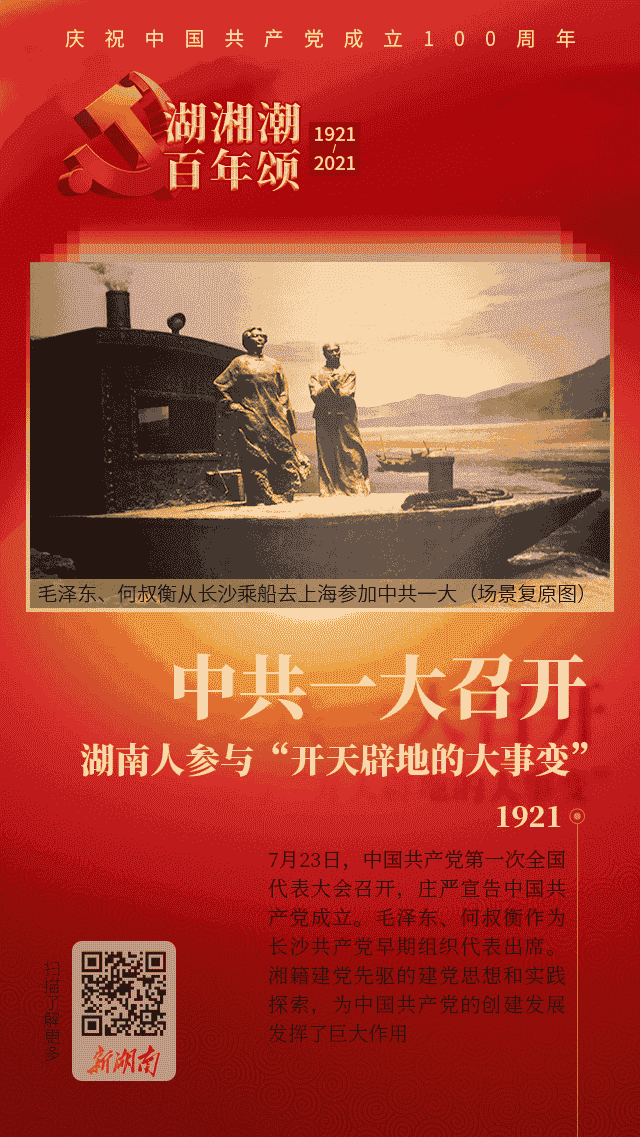 庆祝中国共产党成立100周年
湖湘潮
百年颂
1921
/
2021
毛泽东、何叔衡从长沙乘船去上海参加中共一大（场景复原图）
中共一大召开
湖南人参与“开天辟地的大事变”
1921
7月23日，中国共产党第一次全国
代表大会召开，庄严宣告中国共
产党成立。毛泽东、何叔衡作为
长沙共产党早期组织代表出席。
湘籍建党先驱的建党思想和实践
探索，为中国共产党的创建发展
发挥了巨大作用
扫描了解更多
新湖南